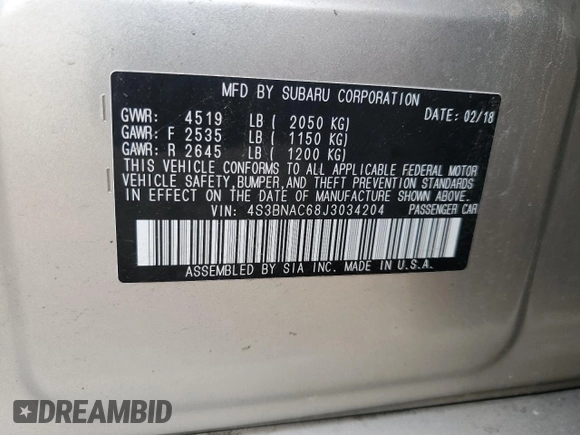 MFD BY SUBARU CORPORATION
DATE: 02/18
GVWR: 4519 LB ( 2050 KG)
GAWR: F 2535 LB ( 1150 KG)
GAWR: R 2645 LB ( 1200 KG)
THIS VEHICLE CONFORMS TO ALL APPLICABLE FEDERAL MOTOR
VEHICLE SAFETY,BUMPER,AND THEFT PREVENTION STANDARDS
IN EFFECT ON THE DATE OF MANUFACTURE SHOWN ABOVE.
VIN: 4S3BNAC68J3034204 PASSENGER CAR
ASSEMBLED BY SIA INC. MADE IN U.S.A.
DREAMBID